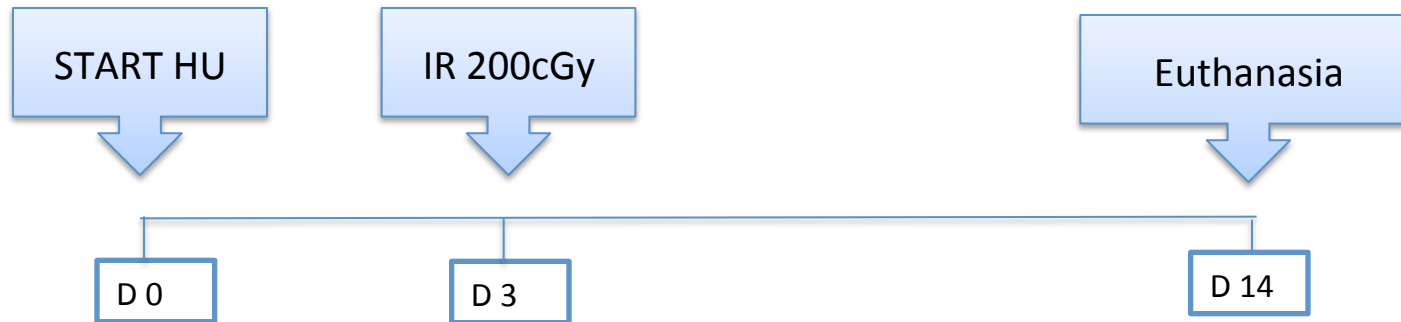 START HU
IR 200cGy
Euthanasia
D 0
D 3
D 14